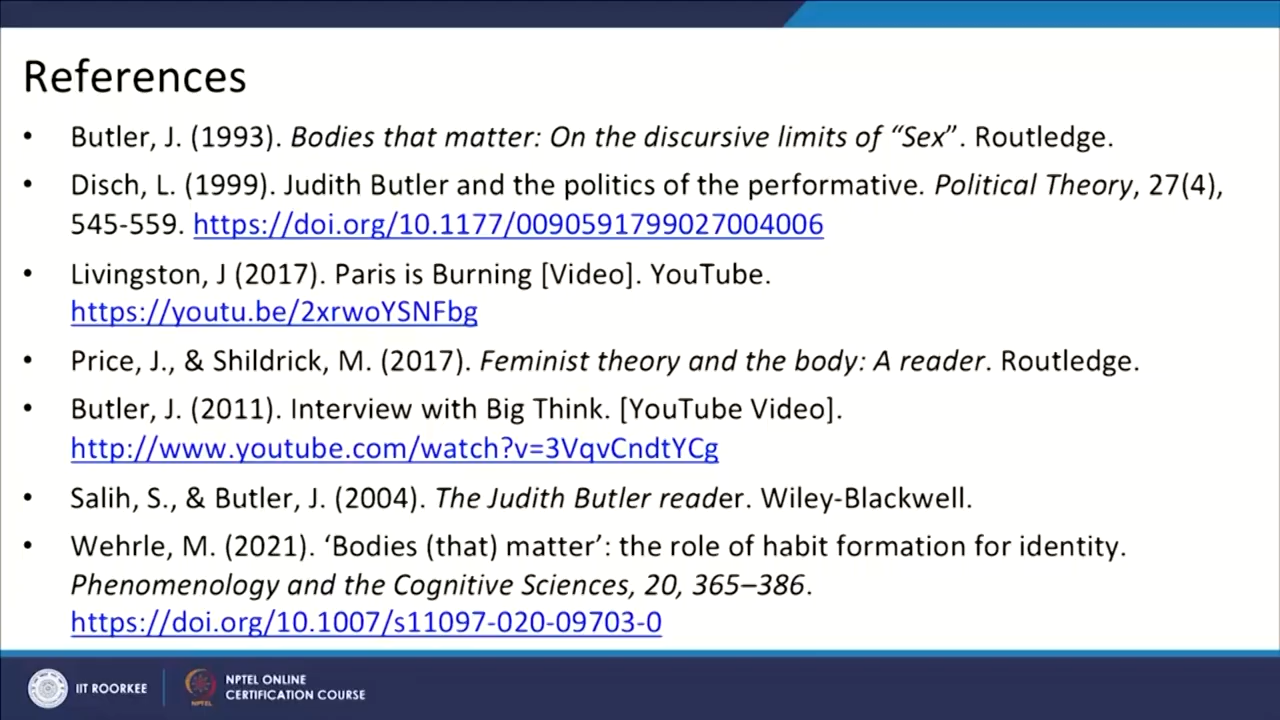 References
• Butler, J. (1993). Bodies that matter: On the discursive limits of “Sex”. Routledge.
• Disch, L. (1999). Judith Butler and the politics of the performative. Political Theory, 27(4),
545-559. https://doi.org/10.1177/0090591799027004006
• Livingston, J (2017). Paris is Burning [Video]. YouTube.
https://youtu.be/2xrwoYSNFbg
• Price, J., & Shildrick, M. (2017). Feminist theory and the body: A reader. Routledge.
• Butler, J. (2011). Interview with Big Think. [YouTube Video].
http://www.youtube.com/watch?v=3VqvCndtYCg
• Salih, S., & Butler, J. (2004). The Judith Butler reader. Wiley-Blackwell.
• Wehrle, M. (2021). ‘Bodies (that) matter’: the role of habit formation for identity.
Phenomenology and the Cognitive Sciences, 20, 365–386.
https://doi.org/10.1007/s11097-020-09703-0
IIT ROORKEE
NPTEL
NPTEL ONLINE
CERTIFICATION COURSE